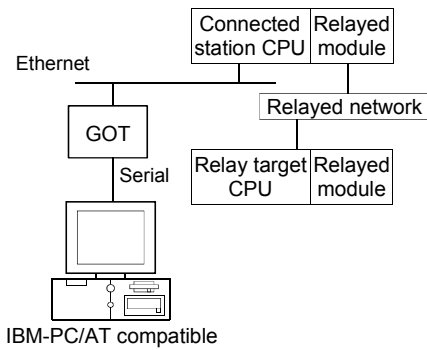 Connected
station CPU
Relayed
module
Ethernet
Relayed network
GOT
Relay target
CPU
Relayed
module
Serial
IBM-PC/AT compatible